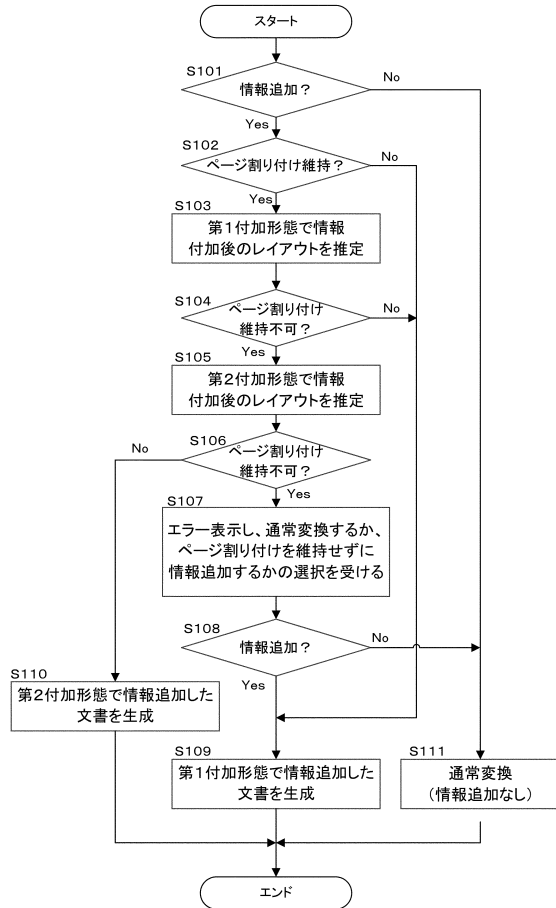 スタート
S101
情報追加？
No
Yes
S102
ページ割り付け維持？
No
Yes
S103
第１付加形態で情報
付加後のレイアウトを推定
S104
ページ割り付け
維持不可？
No
Yes
S105
第２付加形態で情報
付加後のレイアウトを推定
S106
ページ割り付け
維持不可？
No
Yes
S107
エラー表示し、通常変換するか、
ページ割り付けを維持せずに
情報追加するかの選択を受ける
S108
情報追加？
No
Yes
S110
第２付加形態で情報追加した
文書を生成
S109
第１付加形態で情報追加した
文書を生成
S111
通常変換
（情報追加なし）
エンド